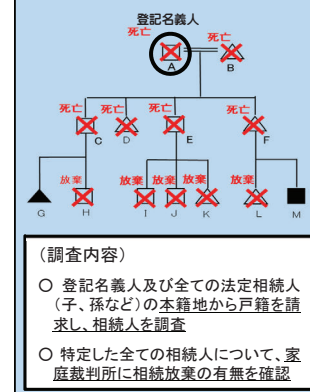 登記名義人
死亡 死亡
A B
死亡 死亡 死亡 死亡
C D E F
放棄 放棄 放棄 放棄 放棄
G H I J K L M
(調査内容)
○ 登記名義人及び全ての法定相続人
(子、孫など)の本籍地から戸籍を請
求し、相続人を調査
○ 特定した全ての相続人について、家
庭裁判所に相続放棄の有無を確認